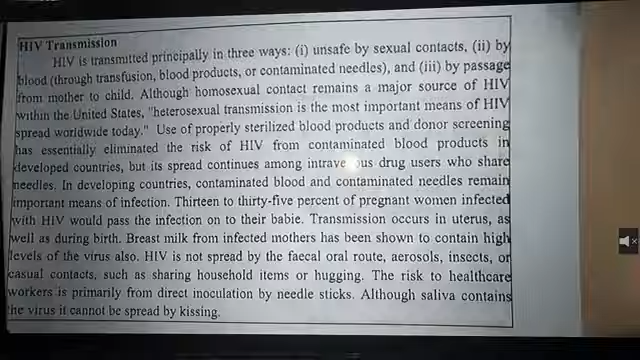 HIV Transmission
HIV is transmitted principally in three ways: (i) unsafe by sexual contacts, (ii) by
blood (through transfusion, blood products, or contaminated needles), and (iii) by passage
from mother to child. Although homosexual contact remains a major source of HIV
within the United States, "heterosexual transmission is the most important means of HIV
spread worldwide today." Use of properly sterilized blood products and donor screening
has essentially eliminated the risk of HIV from contaminated blood products in
developed countries, but its spread continues among drug users who share
needles. In developing countries, contaminated blood and contaminated needles remain
important means of infection. Thirteen to thirty-five percent of pregnant women infected
with HIV would pass the infection on to their babie. Transmission occurs in uterus, as
well as during birth. Breast milk from infected mothers has been shown to contain high
levels of the virus also. HIV is not spread by the faecal oral route, aerosols, insects, or
casual contacts, such as sharing household items or hugging. The risk to healthcare
workers is primarily from direct inoculation by needle sticks. Although saliva contains
the virus it cannot be spread by kissing.